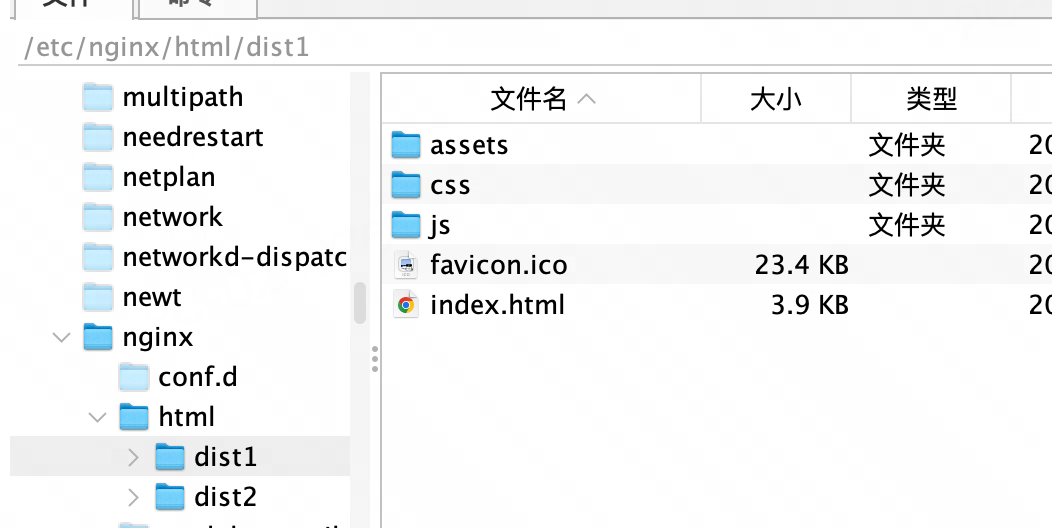 /etc/nginx/html/dist1
multipath
needrestart
netplan
network
networkd-dispatc
newt
nginx
conf.d
html
dist1
dist2
文件名 大小 类型
assets 文件夹 20
css 文件夹 20
js 文件夹 20
favicon.ico 23.4 KB 20
index.html 3.9 KB 20